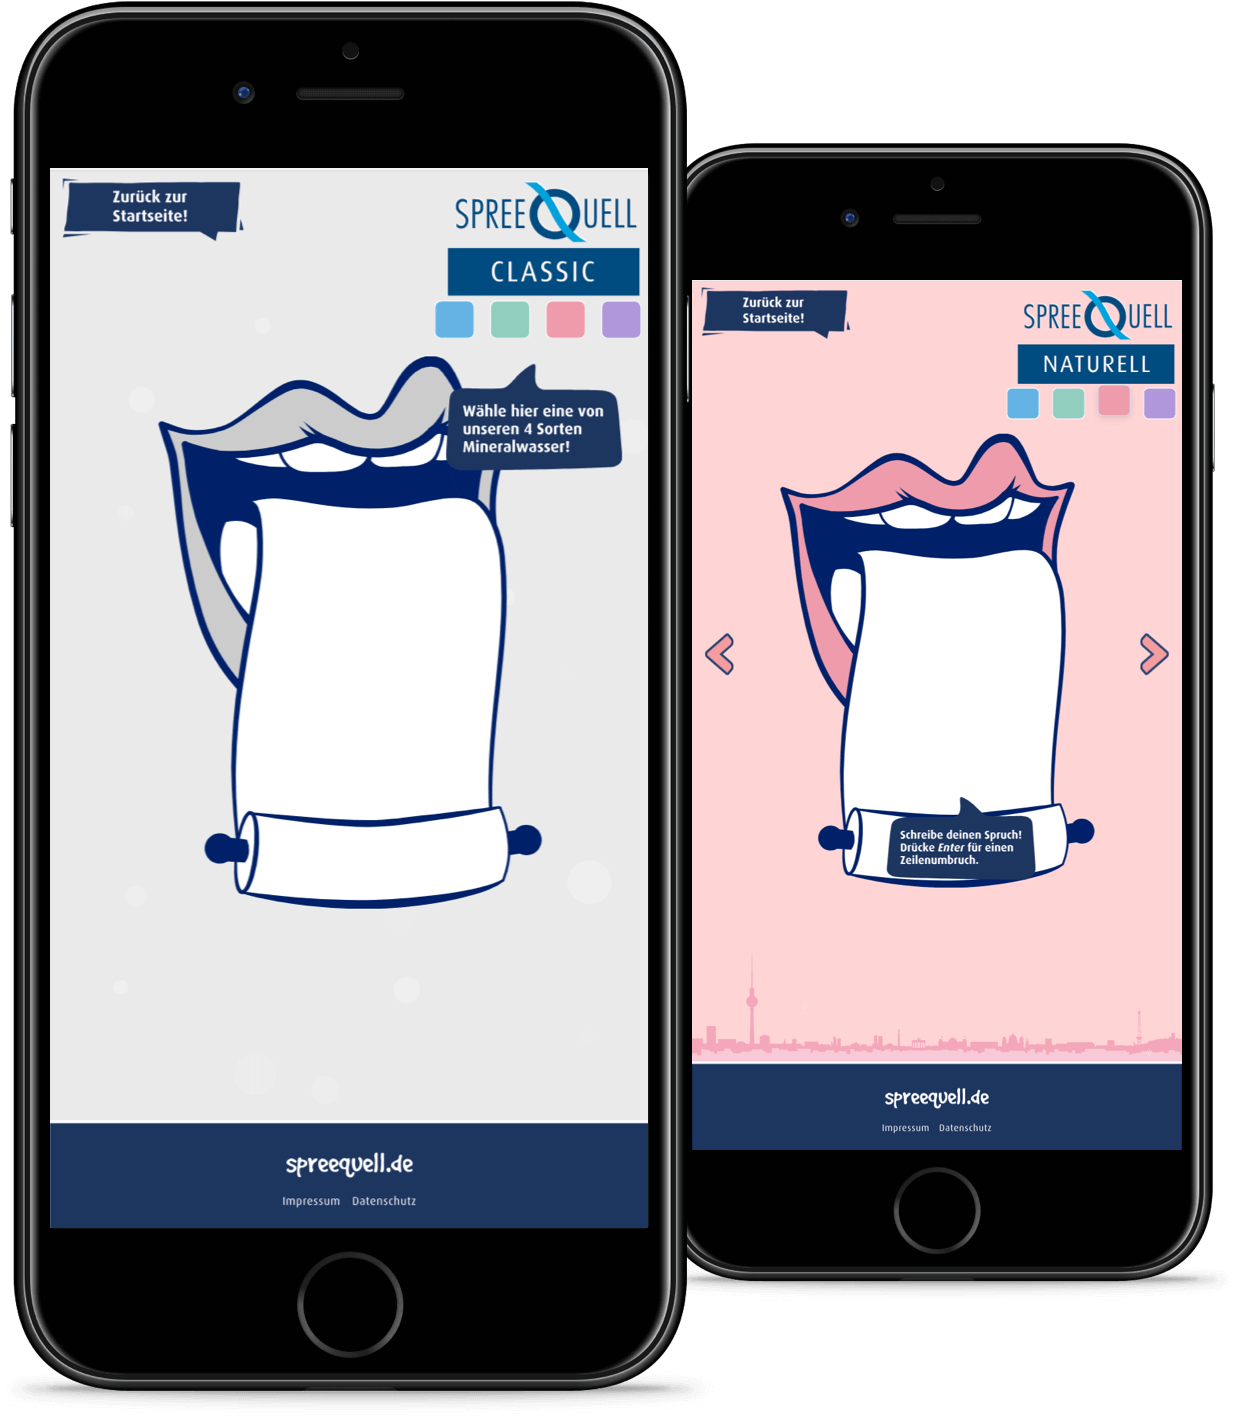 Zurück zur
Startseite!
SPREEQUELL
CLASSIC
Wähle hier eine von
unseren 4 Sorten
Mineralwasser!
spreequell.de
Impressum Datenschutz
Zurück zur
Startseite!
SPREEQUELL
NATURELL
Schreibe deinen Spruch!
Drücke Enter für einen
Zeilenumbruch.
spreequell.de
Impressum Datenschutz